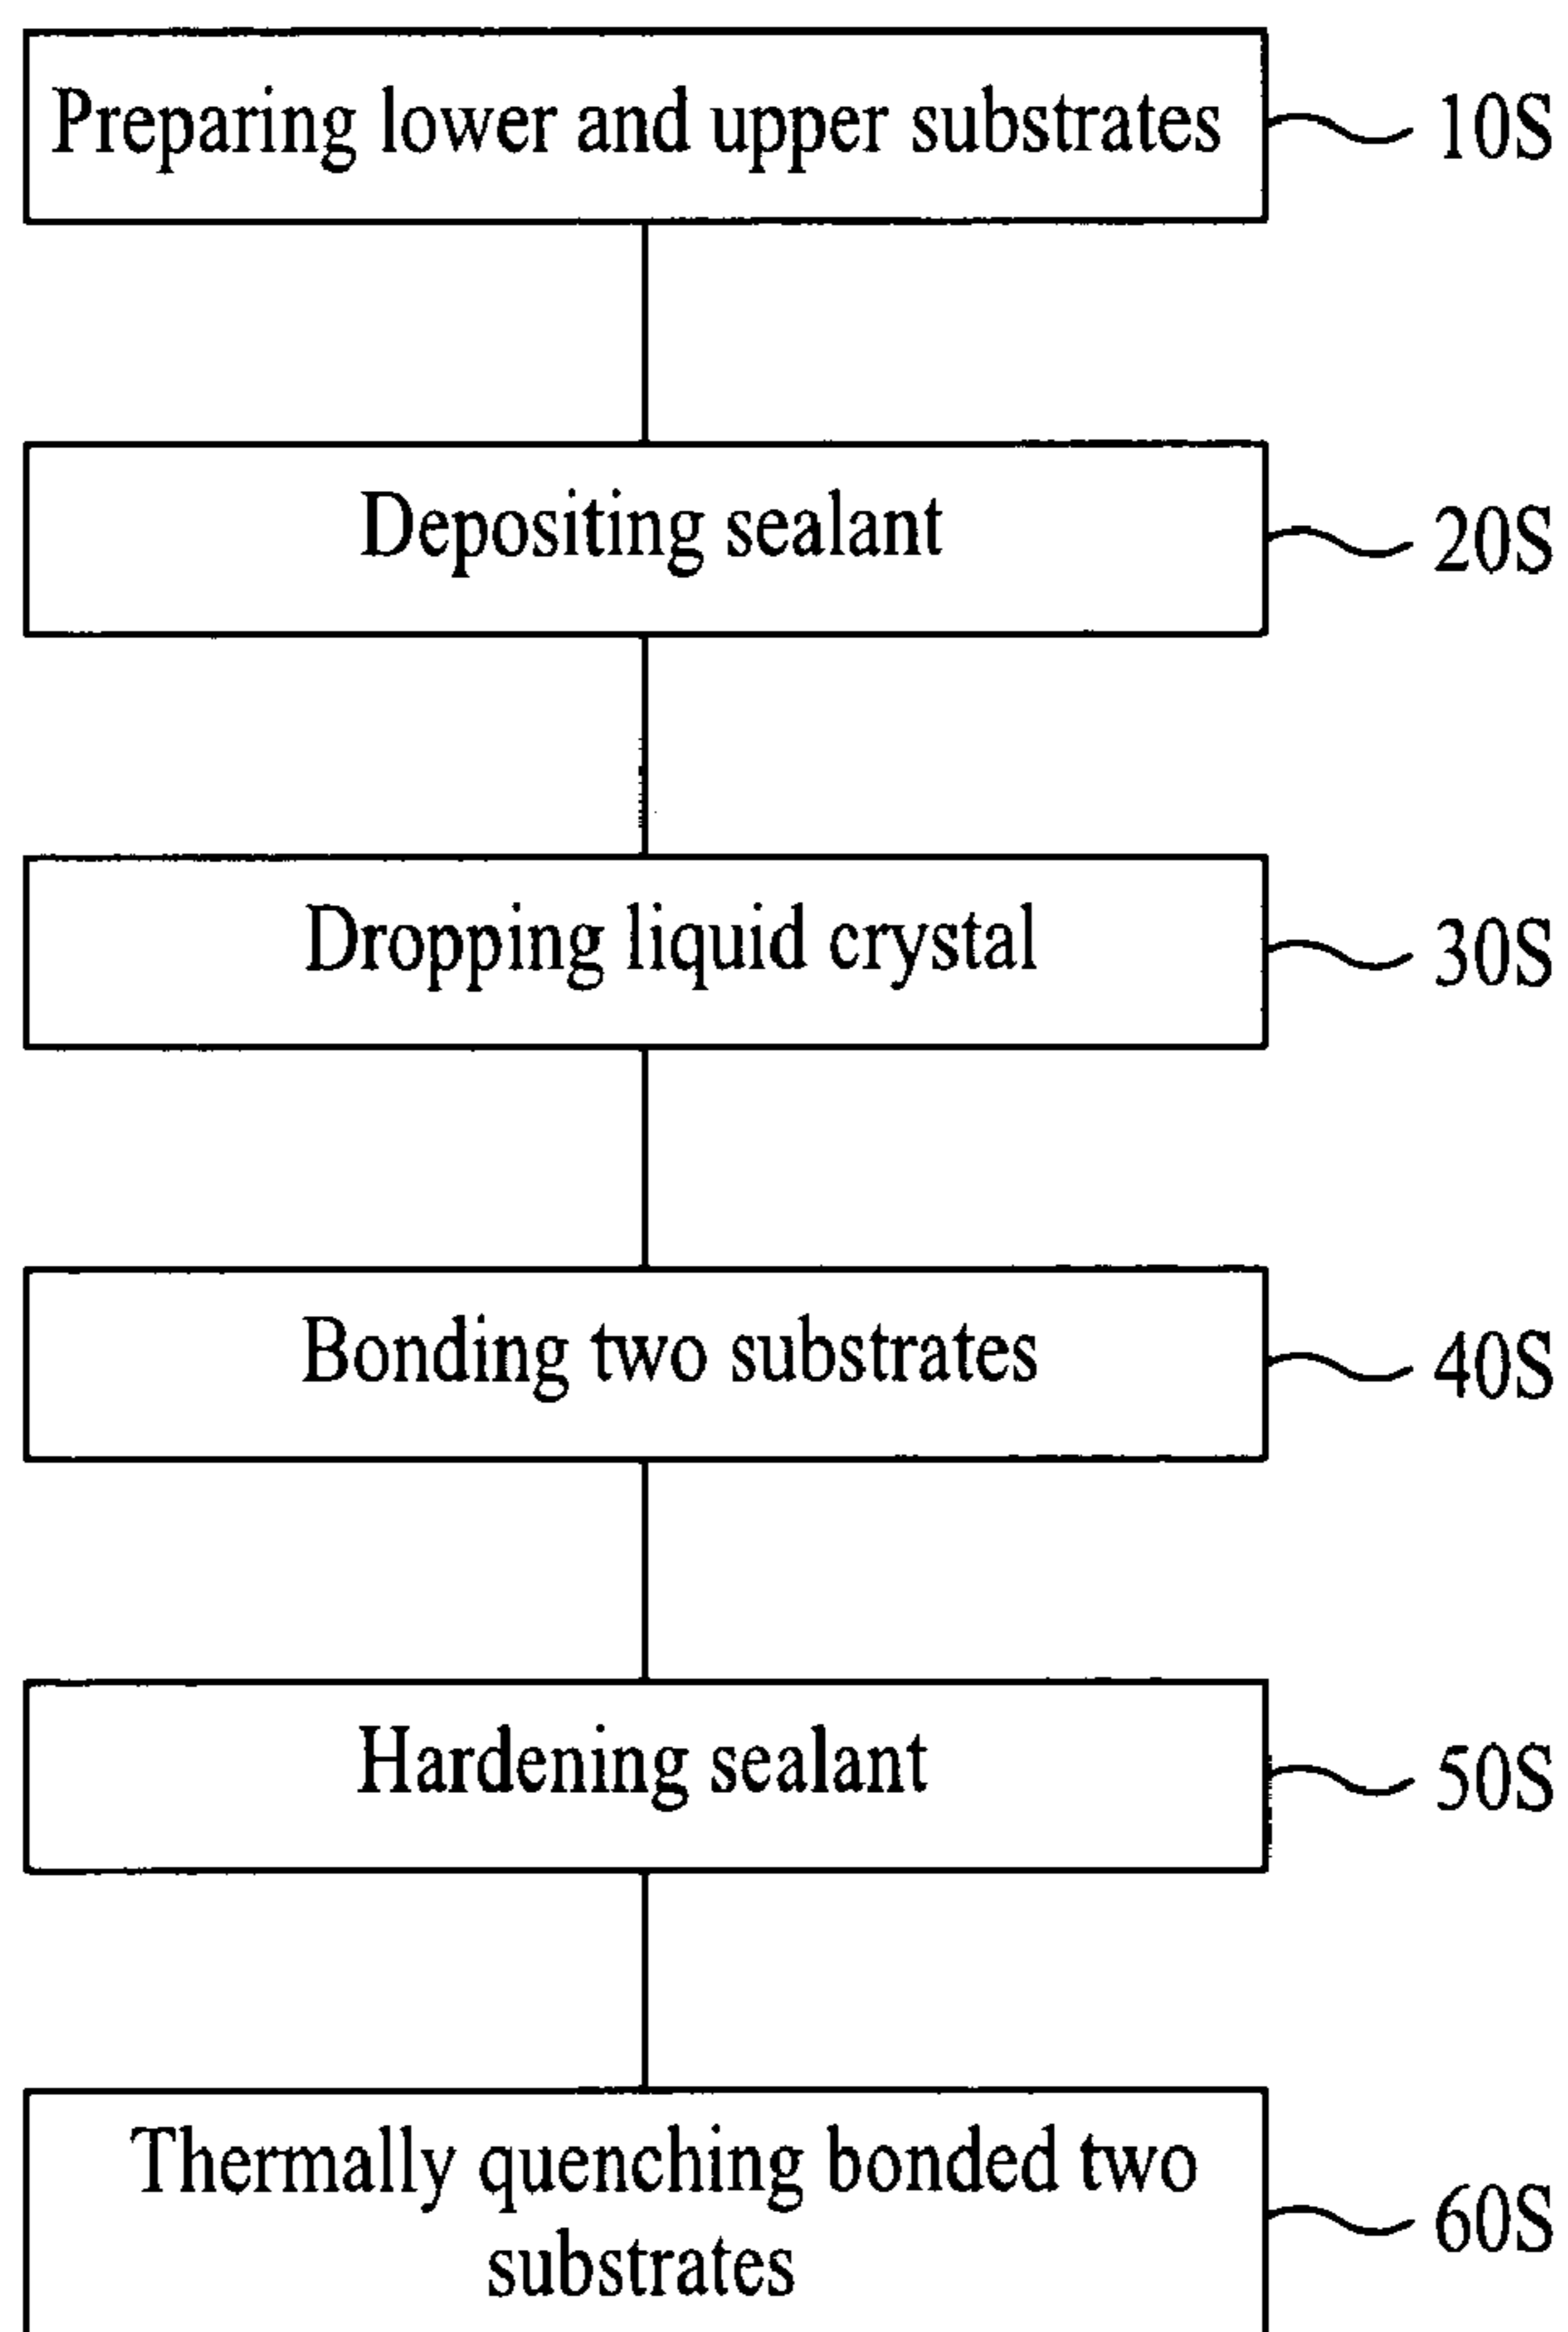 Preparing lower and upper substrates 10S
Depositing sealant 20S
Dropping liquid crystal 30S
Bonding two substrates 40S
Hardening sealant 50S
Thermally quenching bonded two
substrates
60S